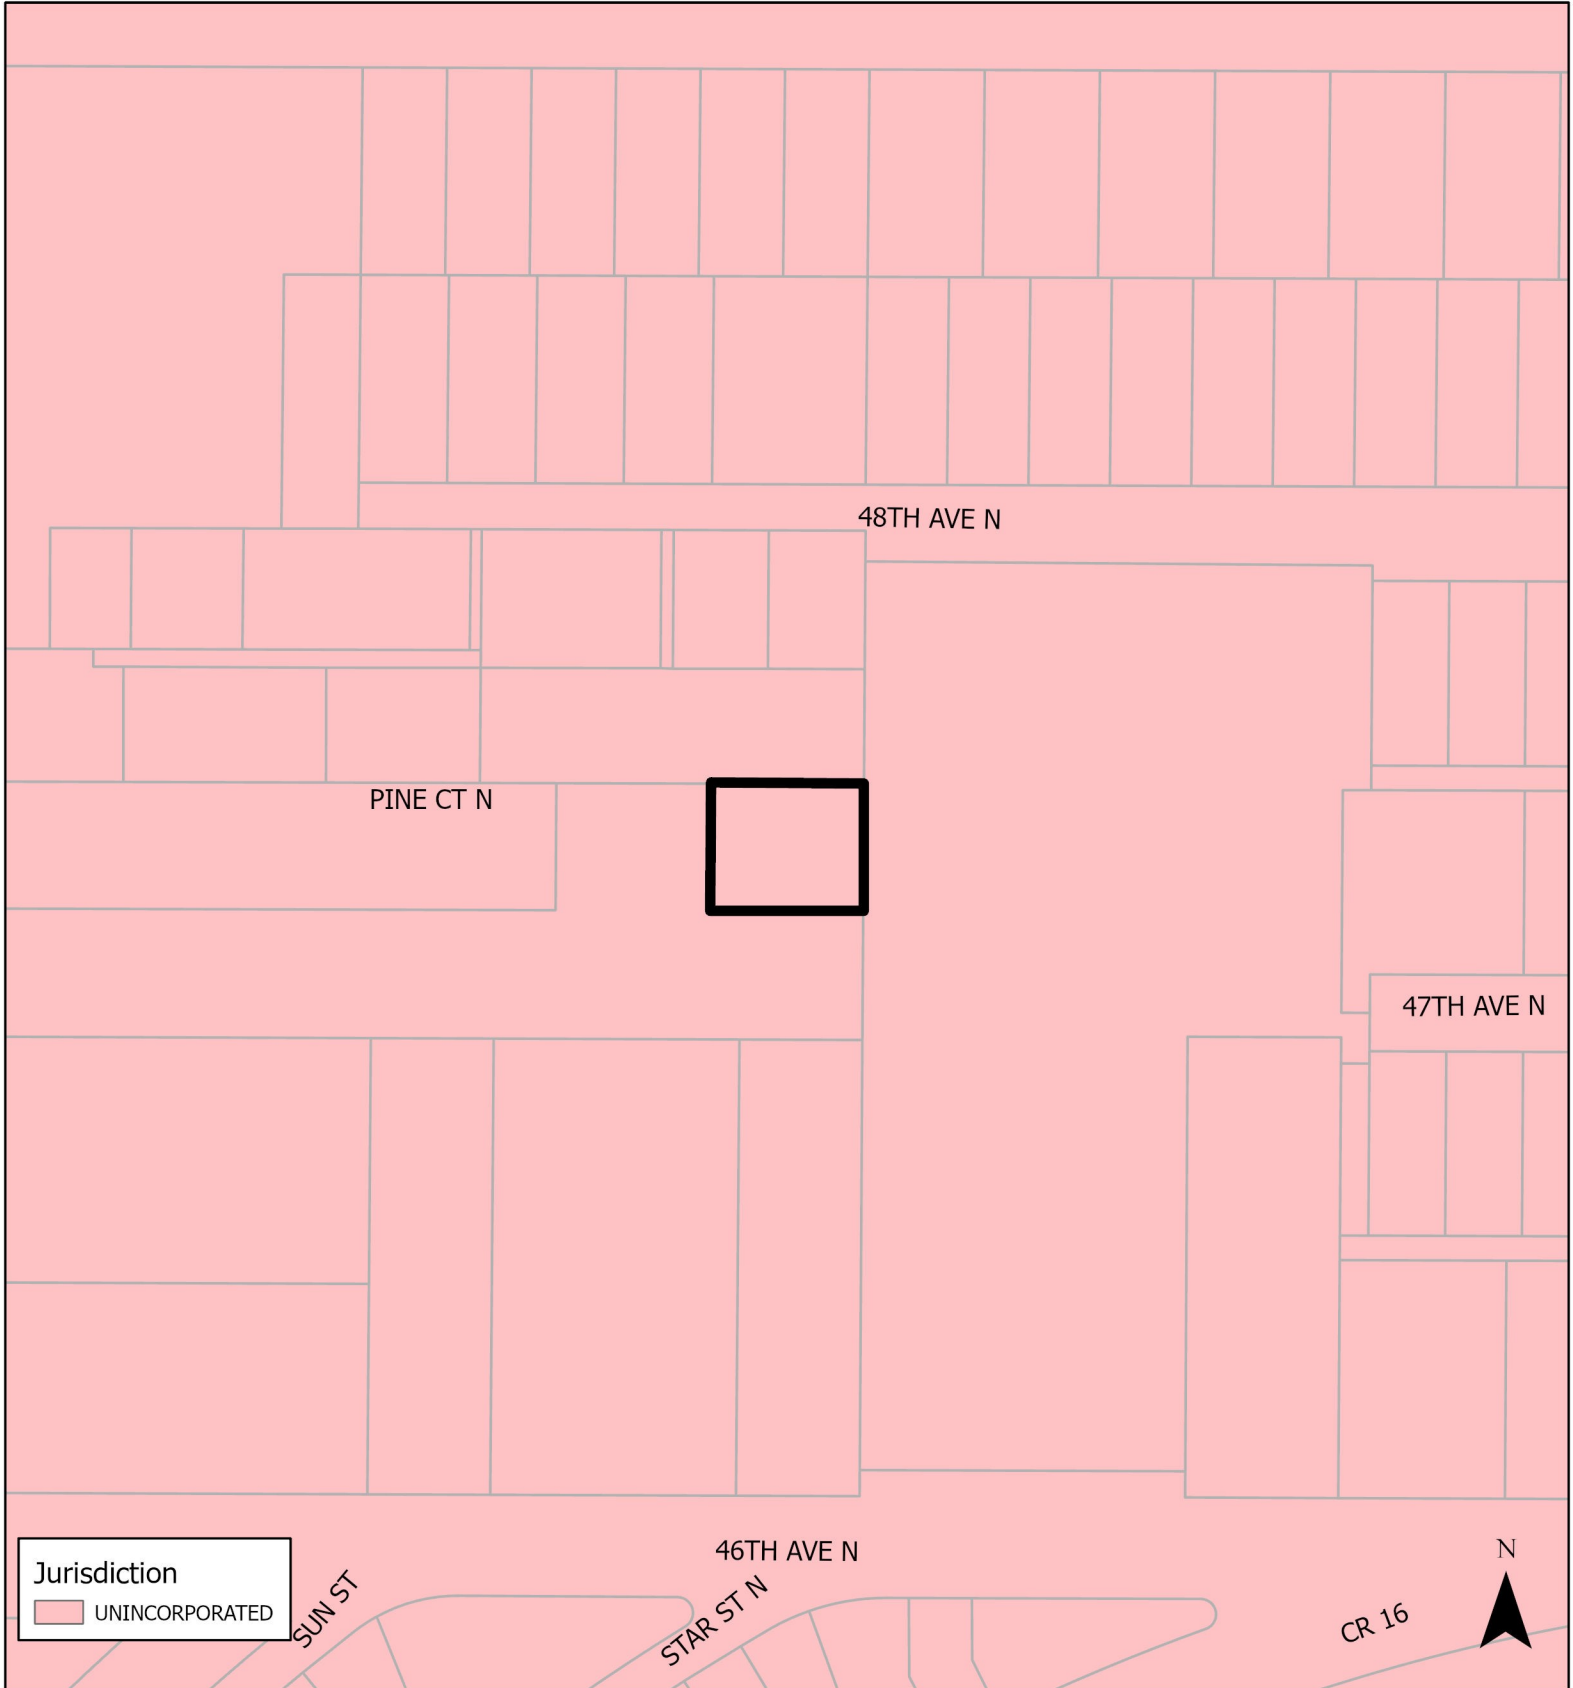 48TH AVE N
PINE CT N
47TH AVE N
46TH AVE N
N
Jurisdiction
UNINCORPORATED
SUN ST
STAR ST N
CR 16